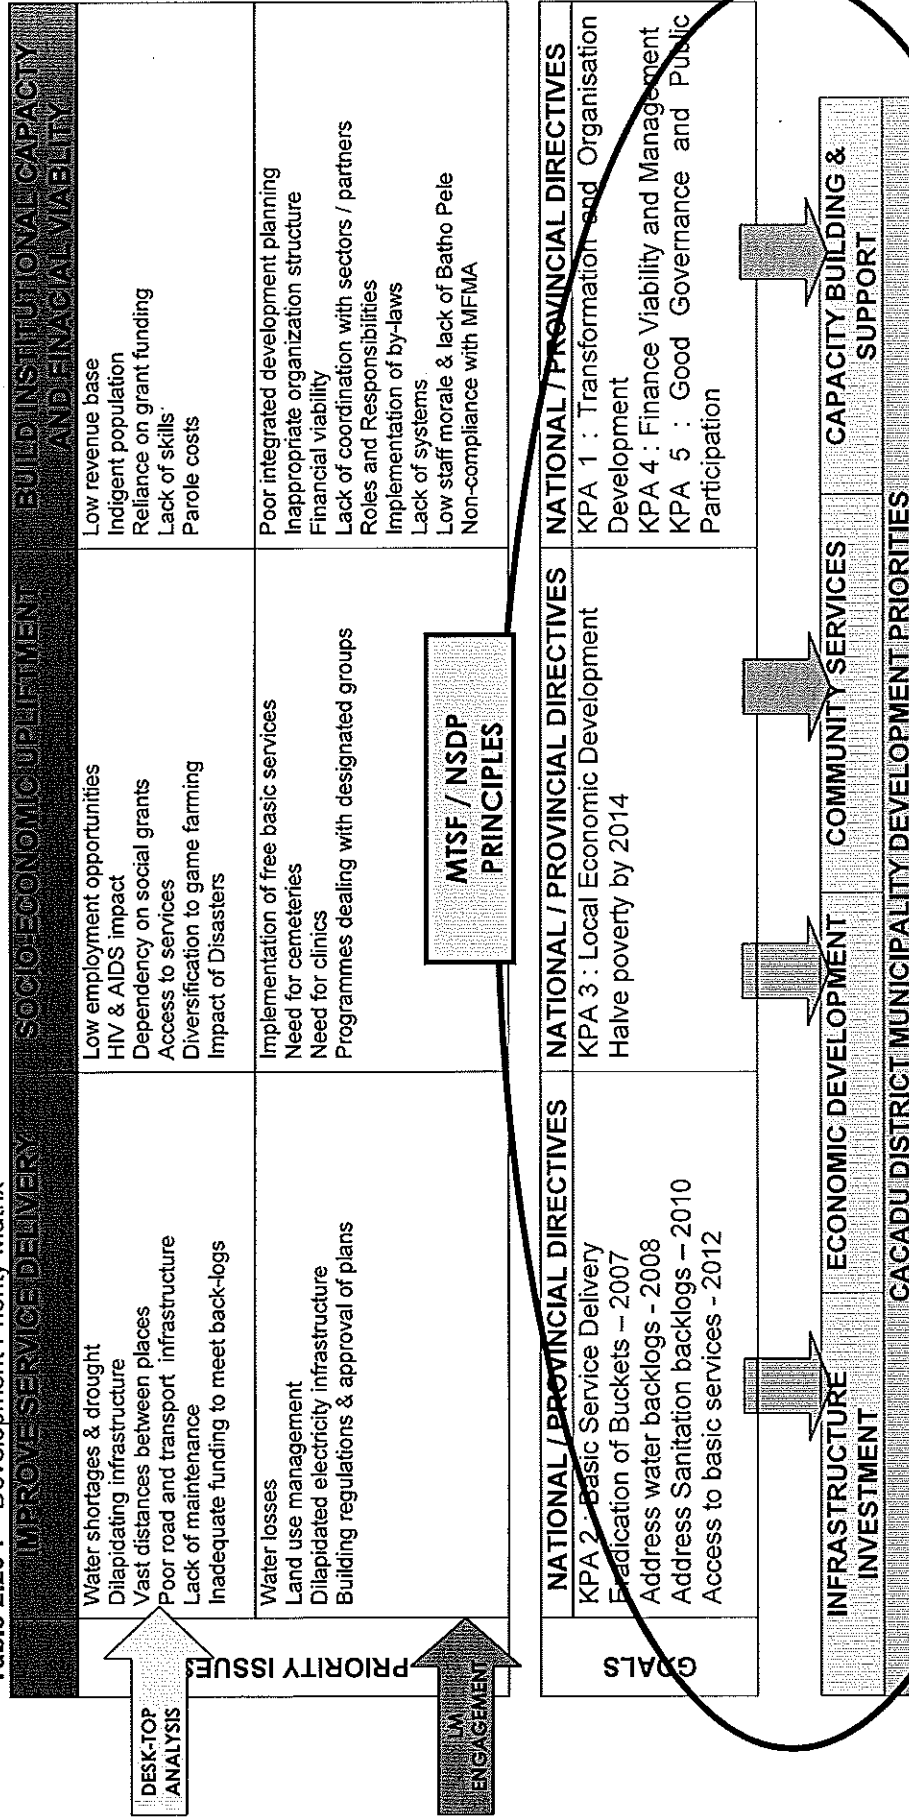 Development Priority Matrix
IMPROVE SERVICE DELIVERY
SOCIO ECONOMIC UPLIFTMENT
BUILD INSTITUTIONAL CAPACTY
AND FINACIAL VIABLITY
DESK-TOP
ANALYSIS
LM
ENGAGEMENT
PRIORITY ISSUES
Water shortages & drought
Dilapidating infrastructure
Vast distances between places
Poor road and transport infrastructure
Lack of maintenance
Inadequate funding to meet back-logs
Low employment opportunities
HIV & AIDS impact
Dependency on social grants
Access to services
Diversification to game farming
Impact of Disasters
Low revenue base
Indigent population
Reliance on grant funding
Lack of skills
Parole costs
Water losses
Land use management
Dilapidated electricity infrastructure
Building regulations & approval of plans
Implementation of free basic services
Need for cemeteries
Need for clinics
Programmes dealing with designated groups
Poor integrated development planning
Inappropriate organization structure
Financial viability
Lack of coordination with sectors / partners
Roles and Responsibilities
Implementation of by-laws
Lack of systems
Low staff morale & lack of Batho Pele
Non-compliance with MFMA
MTSF / NSDP
PRINCIPLES
GOALS
NATIONAL / PROVINCIAL DIRECTIVES
KPA 2 : Basic Service Delivery
Eradication of Buckets – 2007
Address water backlogs - 2008
Address Sanitation backlogs – 2010
Access to basic services - 2012
NATIONAL / PROVINCIAL DIRECTIVES
KPA 3 : Local Economic Development
Halve poverty by 2014
NATIONAL / PROVINCIAL DIRECTIVES
KPA 1 : Transformation and Organisation
Development
KPA 4 : Finance Viability and Management
KPA 5 : Good Governance and Public
Participation
INFRASTRUCTURE
INVESTMENT
ECONOMIC DEVELOPMENT
COMMUNITY SERVICES
CAPACITY BUILDING &
SUPPORT
CACADU DISTRICT MUNICIPALITY DEVELOPMENT PRIORITIES